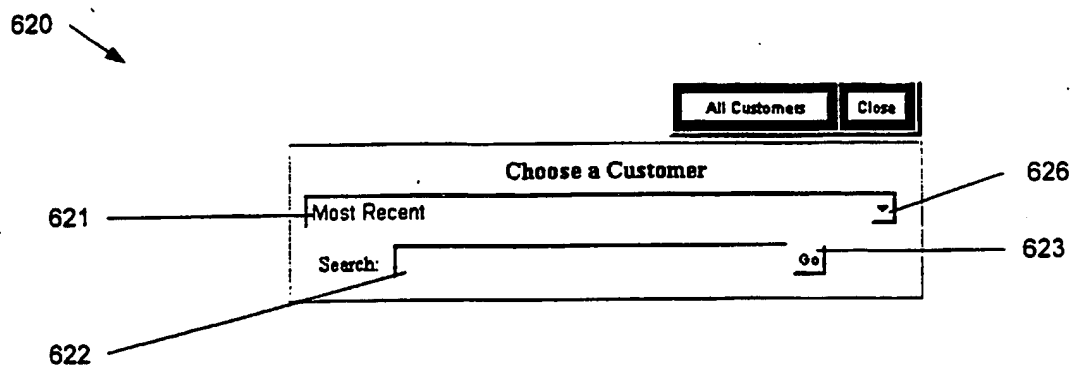 620
All Customers Close
Choose a Customer
626
621
Most Recent
623
Search:
Go
622